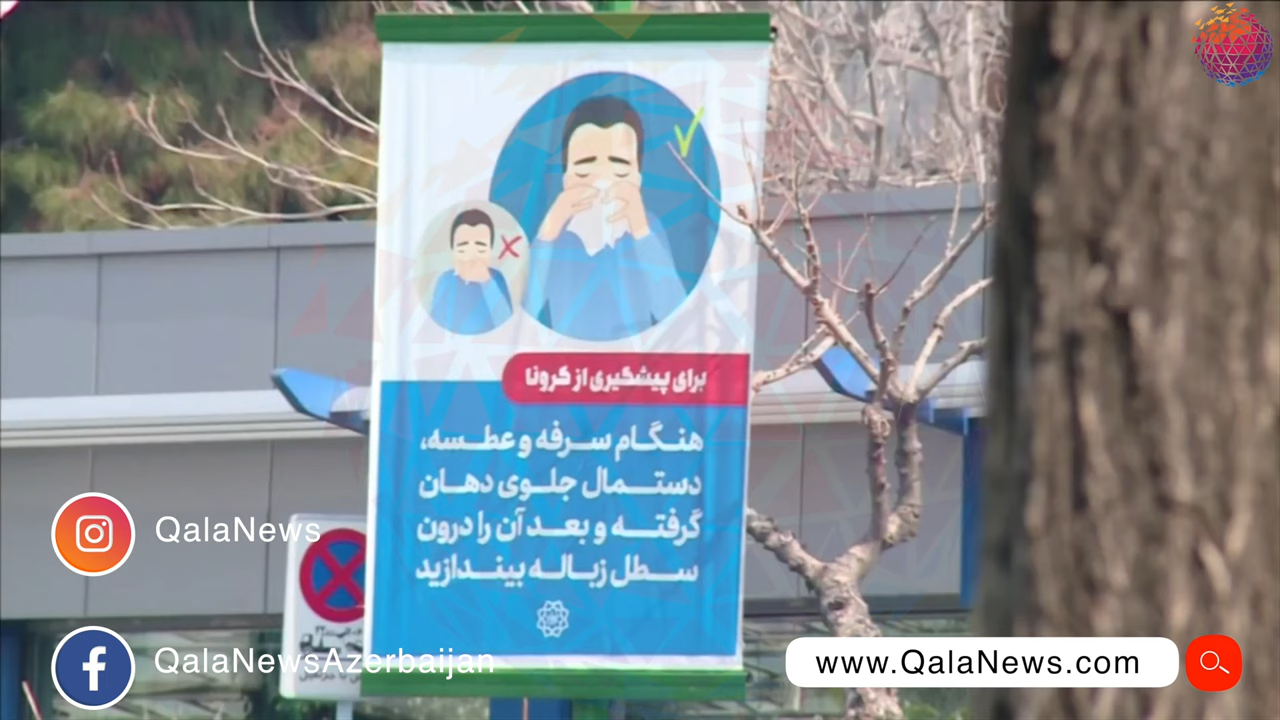 برای پیشگیری از کرونا
هنگام سرفه و عطسه،
دستمال جلوی دهان
گرفته و بعد آن را درون
سطل زباله بیندازید
QalaNews
QalaNewsAzerbaijan
www.QalaNews.com